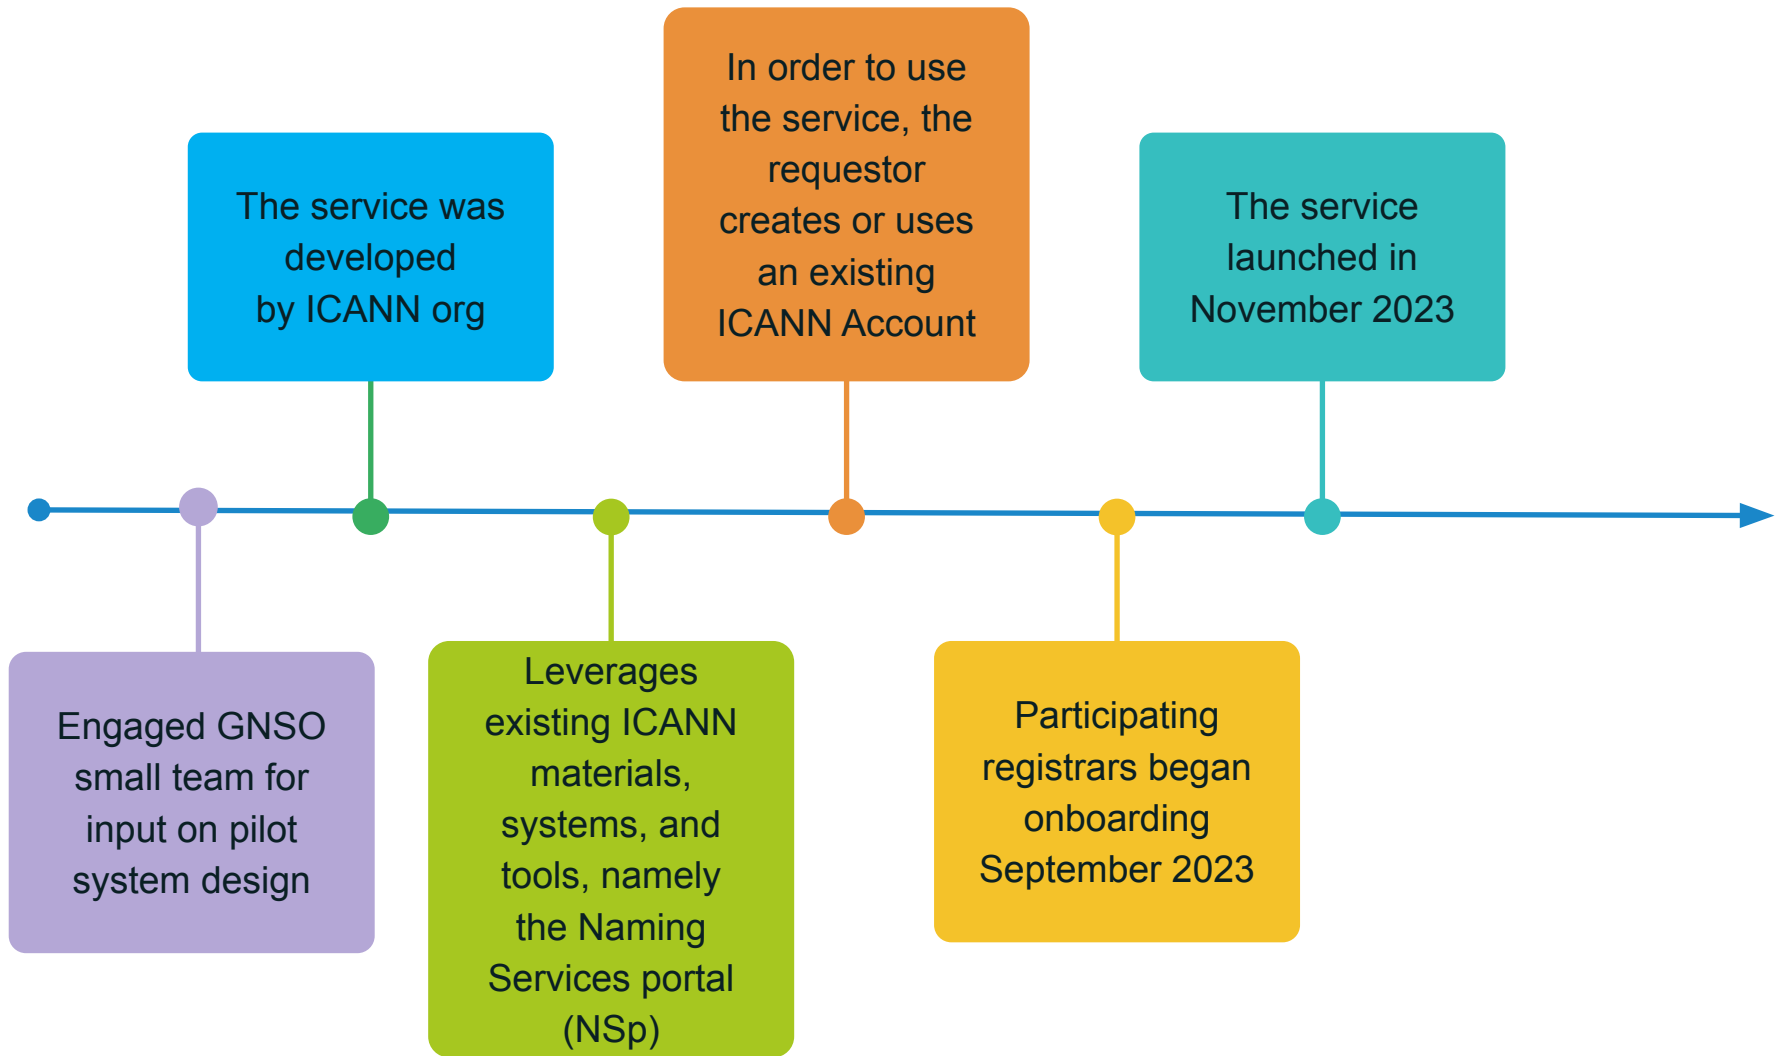 Engaged GNSO
small team for
input on pilot
system design
The service was
developed
by ICANN org
Leverages
existing ICANN
materials,
systems, and
tools, namely
the Naming
Services portal
(NSp)
In order to use
the service, the
requestor
creates or uses
an existing
ICANN Account
Participating
registrars began
onboarding
September 2023
The service
launched in
November 2023